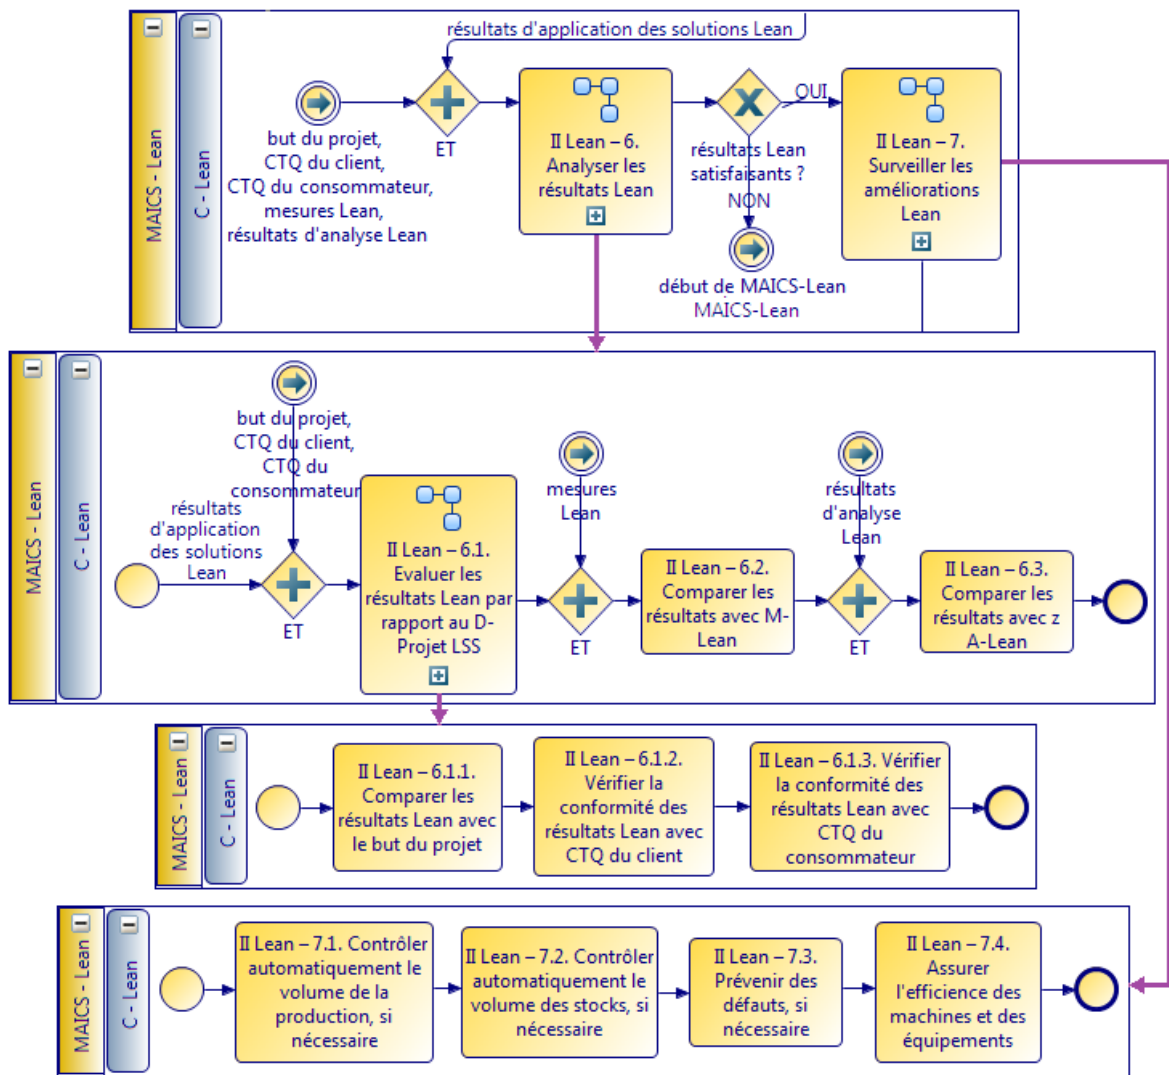 MAICS - Lean
C - Lean
résultats d'application des solutions Lean
but du projet,
CTQ du client,
CTQ du consommateur,
mesures Lean,
résultats d'analyse Lean
ET
II Lean – 6.
Analyser les
résultats Lean
OUI
résultats Lean
satisfaisants ?
NON
début de MAICS-Lean
MAICS-Lean
II Lean – 7.
Surveiller les
améliorations
Lean
MAICS - Lean
C - Lean
but du projet,
CTQ du client,
CTQ du
consommateur
résultats
d'application
des solutions
Lean
ET
II Lean – 6.1.
Evaluer les
résultats Lean par
rapport au D-
Projet LSS
mesures
Lean
ET
II Lean – 6.2.
Comparer les
résultats avec M-
Lean
résultats
d'analyse
Lean
ET
II Lean – 6.3.
Comparer les
résultats avec z
A-Lean
MAICS - Lean
C - Lean
II Lean – 6.1.1.
Comparer les
résultats Lean avec
le but du projet
II Lean – 6.1.2.
Vérifier la
conformité des
résultats Lean avec
CTQ du client
II Lean – 6.1.3. Vérifier
la conformité des
résultats Lean avec
CTQ du
consommateur
MAICS - Lean
C - Lean
II Lean – 7.1. Contrôler
automatiquement le
volume de la
production, si
nécessaire
II Lean – 7.2. Contrôler
automatiquement le
volume des stocks, si
nécessaire
II Lean – 7.3.
Prévenir des
défauts, si
nécessaire
II Lean – 7.4.
Assurer
l'efficience des
machines et des
équipements